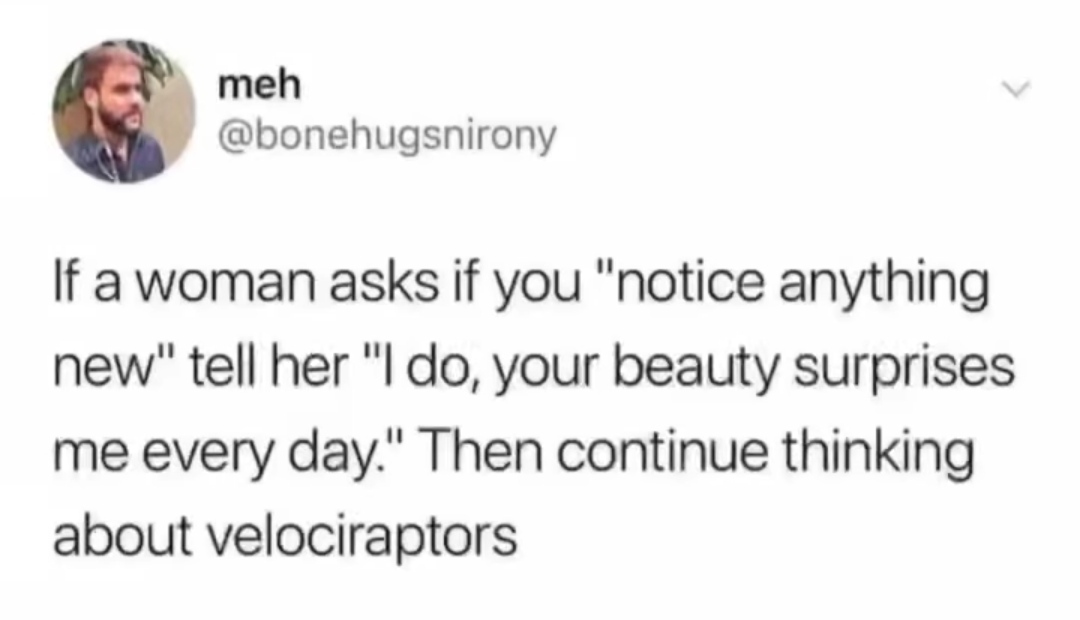 meh
@bonehugsnirony
If a woman asks if you "notice anything
new" tell her "I do, your beauty surprises
me every day." Then continue thinking
about velociraptors